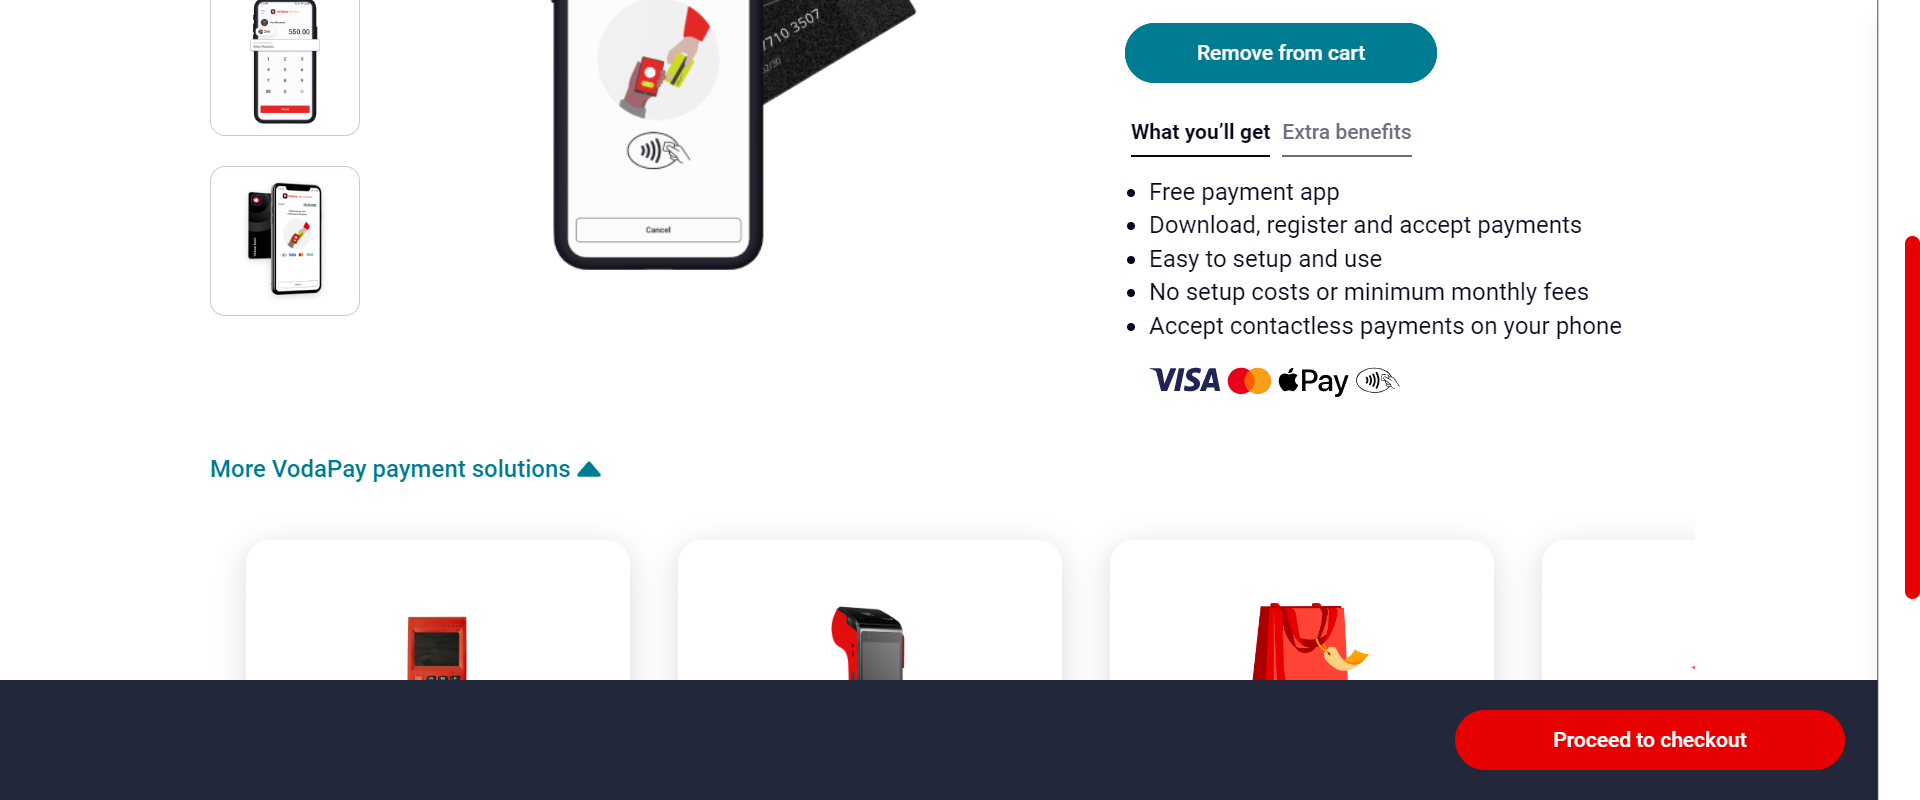 550.00
7710 3507
Cancel
Remove from cart
What you’ll get
Extra benefits
Free payment app
Download, register and accept payments
Easy to setup and use
No setup costs or minimum monthly fees
Accept contactless payments on your phone
VISA
Pay
More VodaPay payment solutions
Proceed to checkout